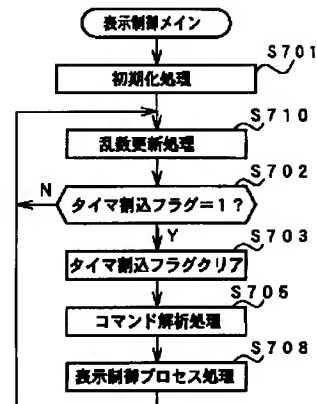 表示制御メイン
S701
初期化処理
S710
乱数更新処理
S702
N
タイマ割込フラグ=1?
Y
S703
タイマ割込フラグクリア
S705
コマンド解析処理
S708
表示制御プロセス処理